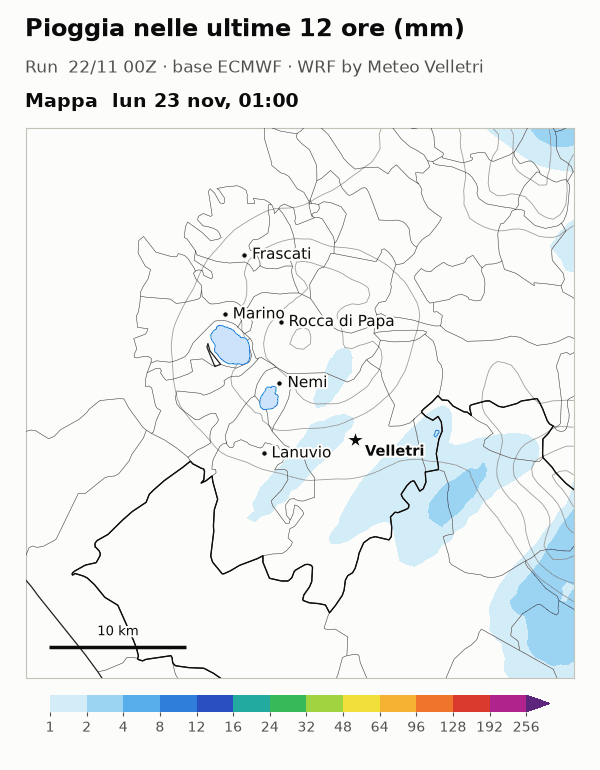 Pioggia nelle ultime 12 ore (mm)
Run  22/11 00Z · base ECMWF · WRF by Meteo Velletri
Mappa  lun 23 nov, 01:00
Frascati
Marino
Rocca di Papa
Nemi
Velletri
Lanuvio
10 km
1 2 4 8 12 16 24 32 48 64 96 128 192 256